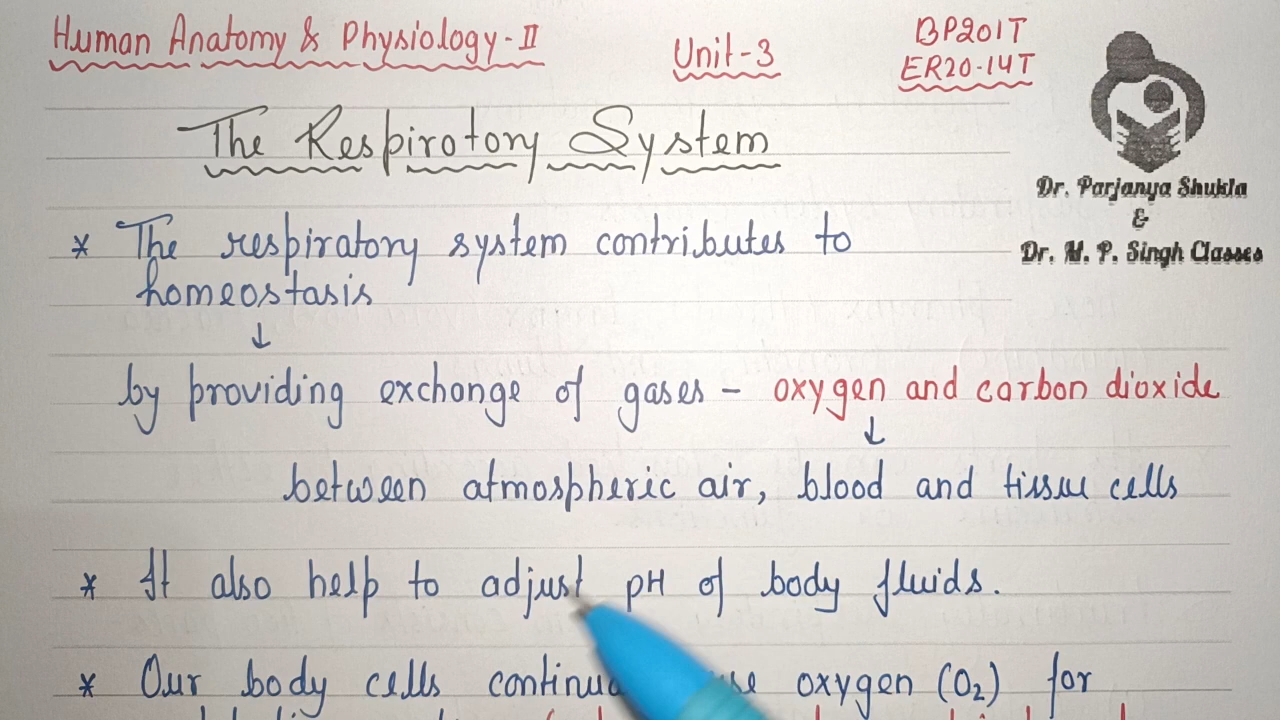 Human Anatomy & Physiology-II
Unit-3
BP201T
ER20-14T
The Respirotory System
Dr. Parjanya Shukla
&
Dr. M. P. Singh Classes
* The respiratory system contributes to
homeostasis
↓
by providing exchange of gases - oxygen and carbon dioxide
↓
between atmospheric air, blood and tissue cells
* It also help to adjust pH of body fluids.
* Our body cells oxygen (O₂) for